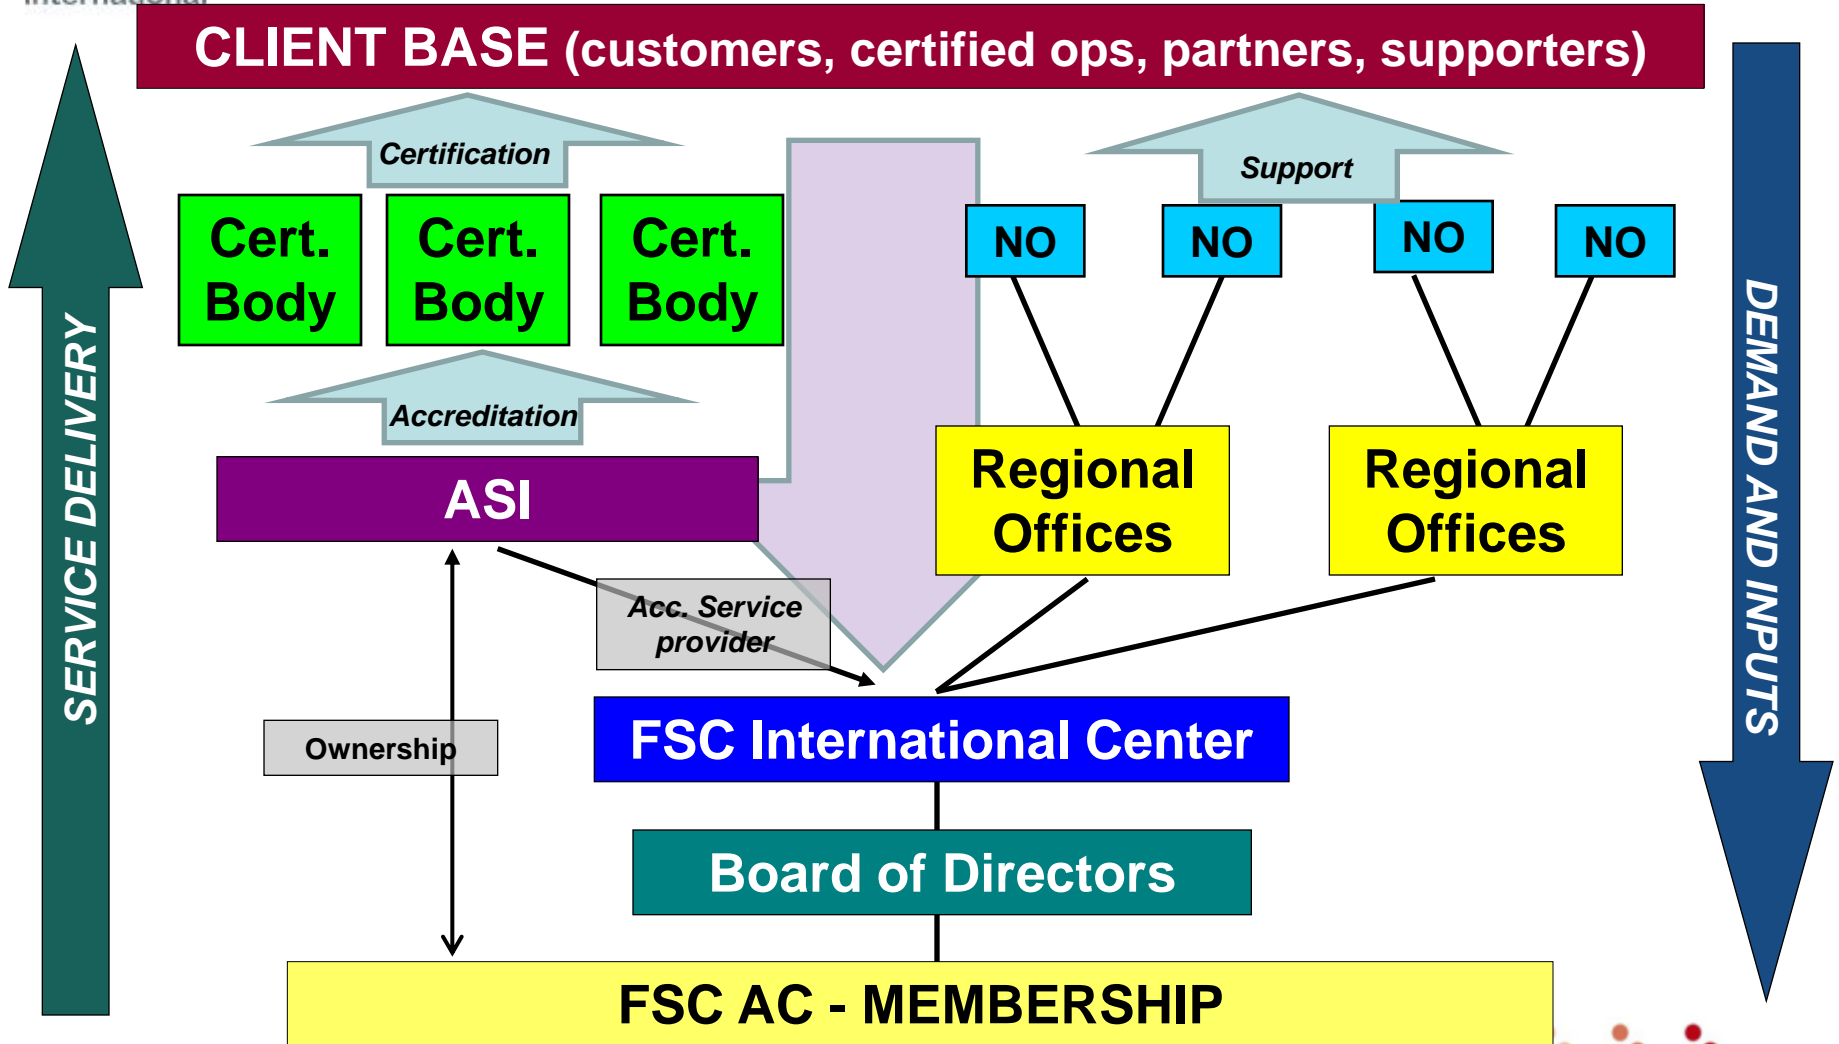 International
CLIENT BASE (customers, certified ops, partners, supporters)
Certification
Support
Cert.
Body
Cert.
Body
Cert.
Body
NO
NO
NO
NO
SERVICE DELIVERY
DEMAND AND INPUTS
Accreditation
ASI
Regional
Offices
Regional
Offices
Acc. Service
provider
Ownership
FSC International Center
Board of Directors
FSC AC - MEMBERSHIP